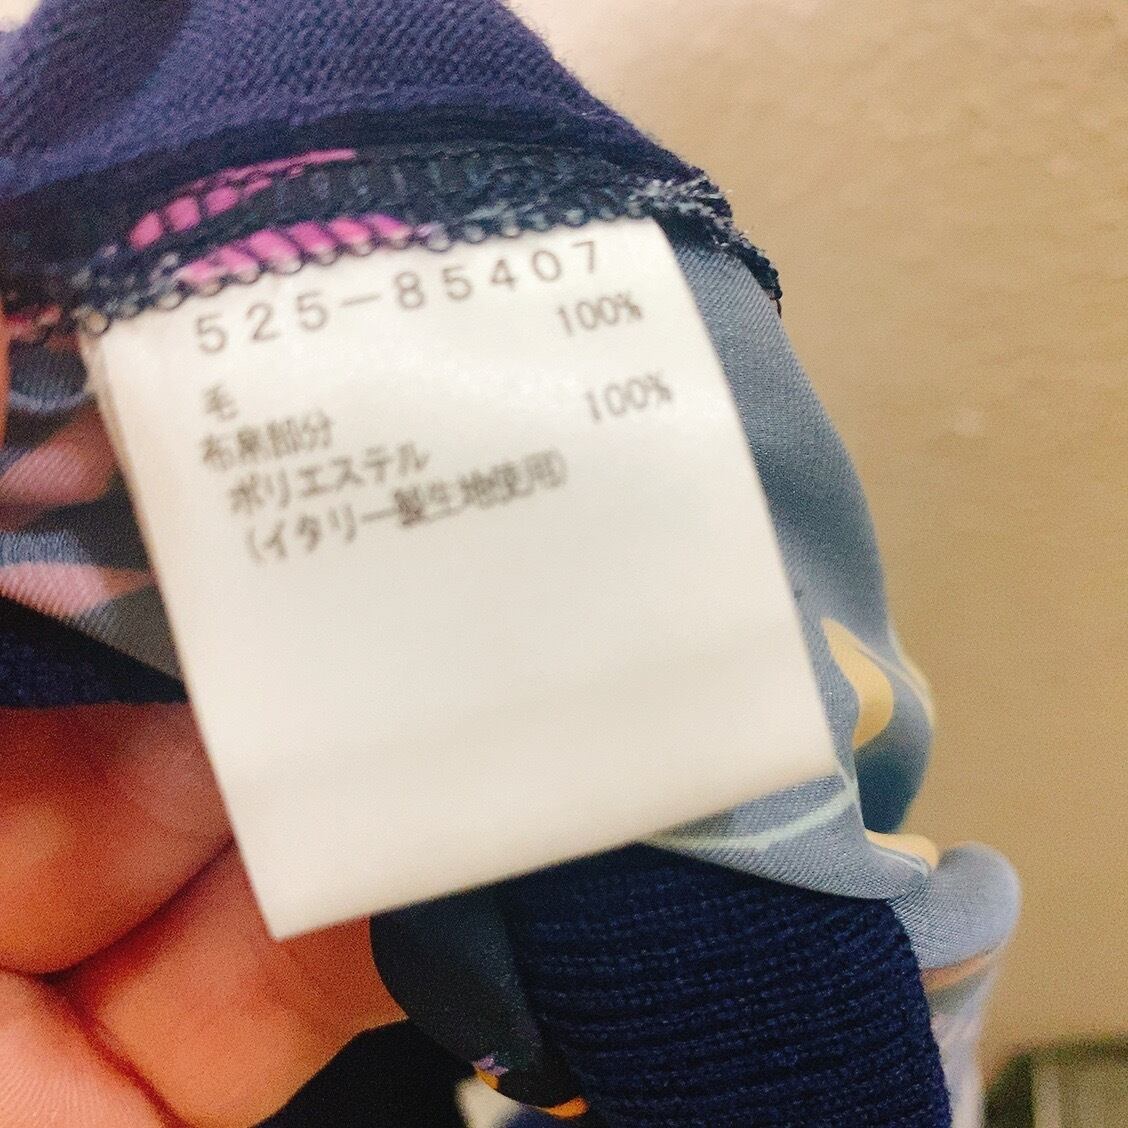 525-85407
毛 100%
布帛部分
ポリエステル 100%
(イタリー製生地使用)